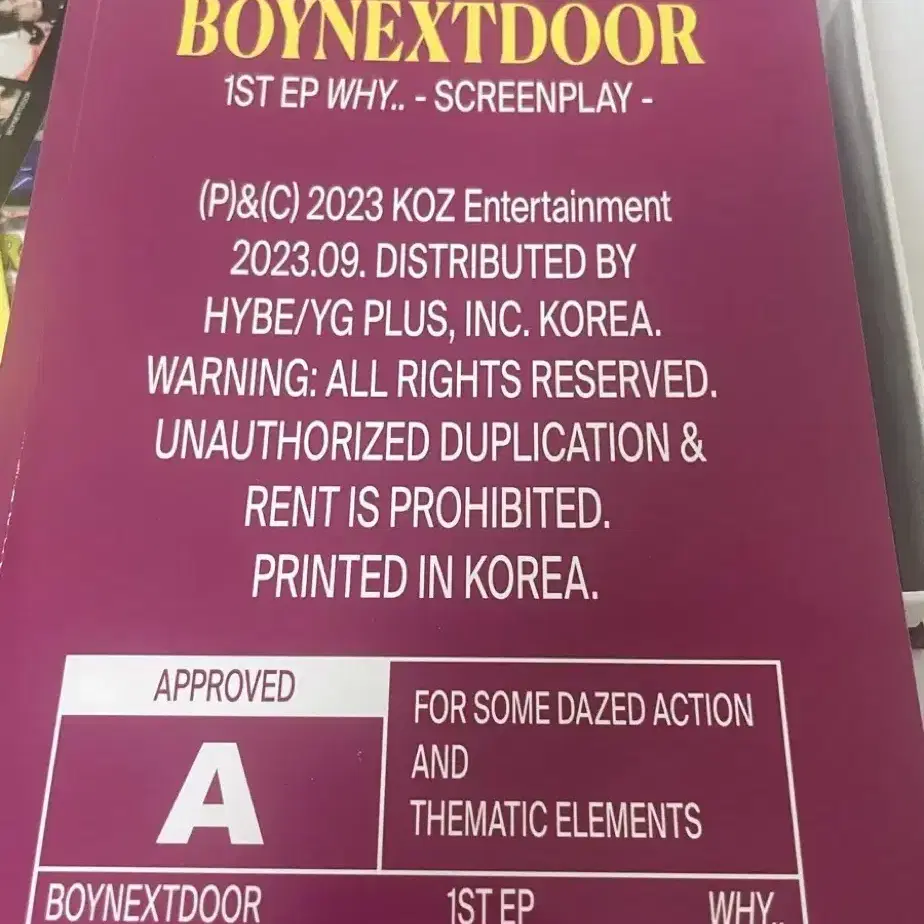 BOYNEXTDOOR
1ST EP WHY.. - SCREENPLAY -
(P)&(C) 2023 KOZ Entertainment
2023.09. DISTRIBUTED BY
HYBE/YG PLUS, INC. KOREA.
WARNING: ALL RIGHTS RESERVED.
UNAUTHORIZED DUPLICATION &
RENT IS PROHIBITED.
PRINTED IN KOREA.
APPROVED
A
FOR SOME DAZED ACTION
AND
THEMATIC ELEMENTS
BOYNEXTDOOR 1ST EP WHY..